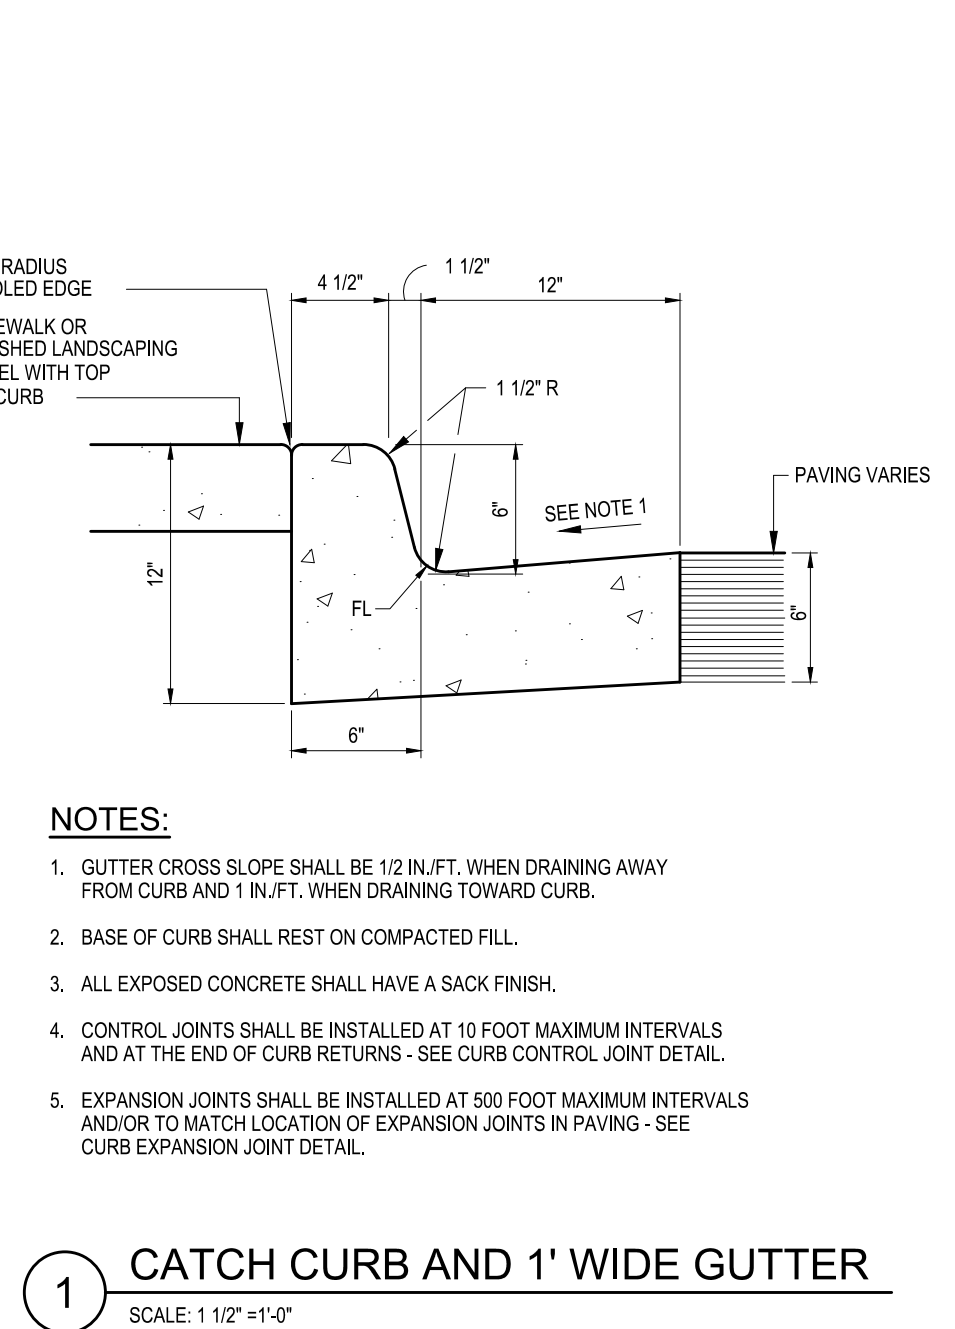 RADIUS
EDGE
OR
LANDSCAPING
WITH TOP
CURB
4 1/2"
1 1/2"
12"
1 1/2" R
PAVING VARIES
6"
SEE NOTE 1
12"
FL
6"
6"
NOTES:
1. GUTTER CROSS SLOPE SHALL BE 1/2 IN./FT. WHEN DRAINING AWAY
FROM CURB AND 1 IN./FT. WHEN DRAINING TOWARD CURB.
2. BASE OF CURB SHALL REST ON COMPACTED FILL.
3. ALL EXPOSED CONCRETE SHALL HAVE A SACK FINISH.
4. CONTROL JOINTS SHALL BE INSTALLED AT 10 FOOT MAXIMUM INTERVALS
AND AT THE END OF CURB RETURNS - SEE CURB CONTROL JOINT DETAIL.
5. EXPANSION JOINTS SHALL BE INSTALLED AT 500 FOOT MAXIMUM INTERVALS
AND/OR TO MATCH LOCATION OF EXPANSION JOINTS IN PAVING - SEE
CURB EXPANSION JOINT DETAIL.
1
CATCH CURB AND 1' WIDE GUTTER
SCALE: 1 1/2" =1'-0"